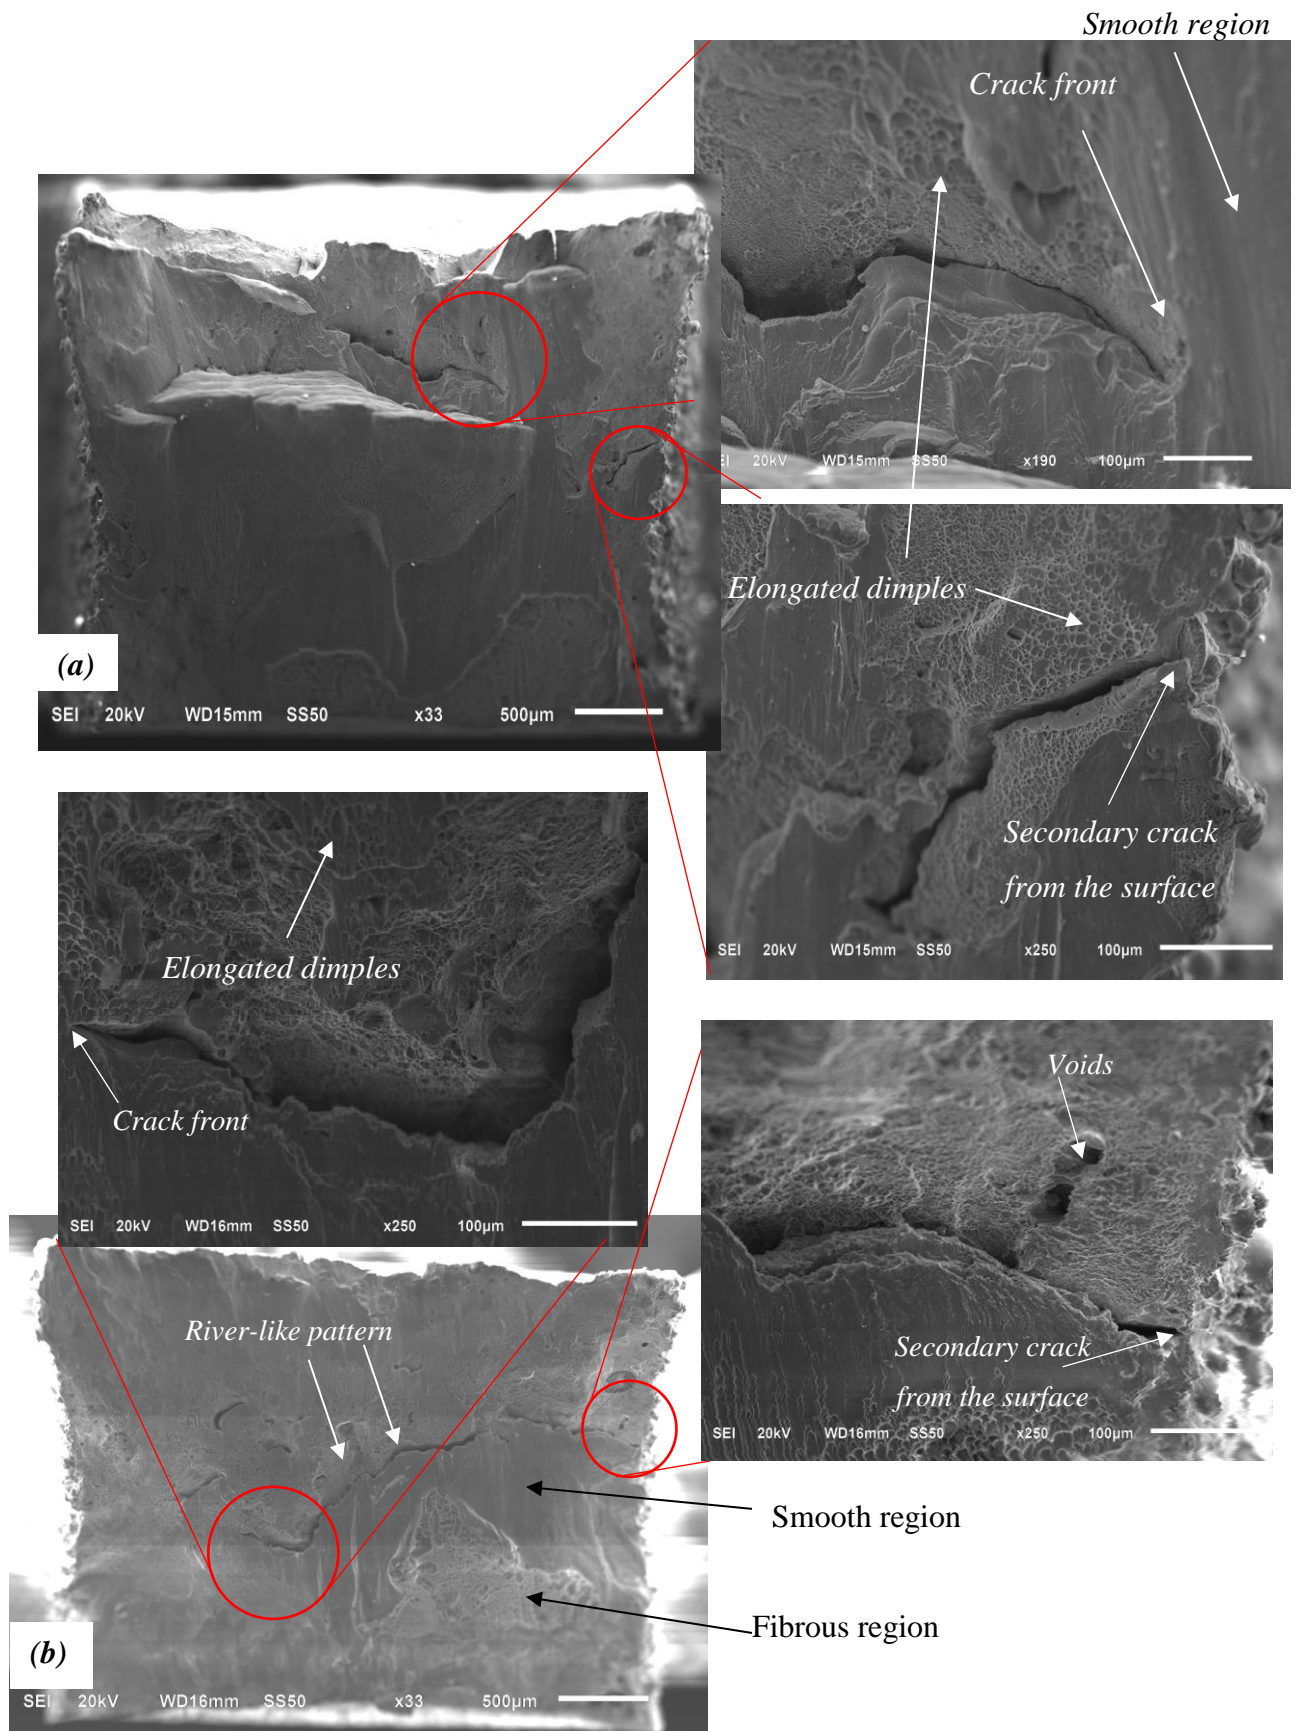 Smooth region
Crack front
EI 20kV WD15mm SS50 x190 100μm
(a)
SEI 20kV WD15mm SS50 x33 500μm
Elongated dimples
Secondary crack
from the surface
SEI 20kV WD15mm SS50 x250 100μm
Elongated dimples
Crack front
SEI 20kV WD16mm SS50 x250 100μm
Voids
Secondary crack
from the surface
SEI 20kV WD16mm SS50 x250 100μm
River-like pattern
Smooth region
Fibrous region
(b)
SEI 20kV WD16mm SS50 x33 500μm